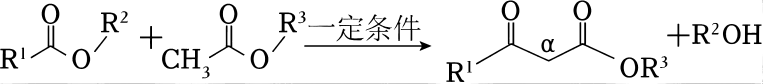 R¹ O O R² + CH₃ O O R³ 一定条件 R¹ O α O OR³ + R²OH